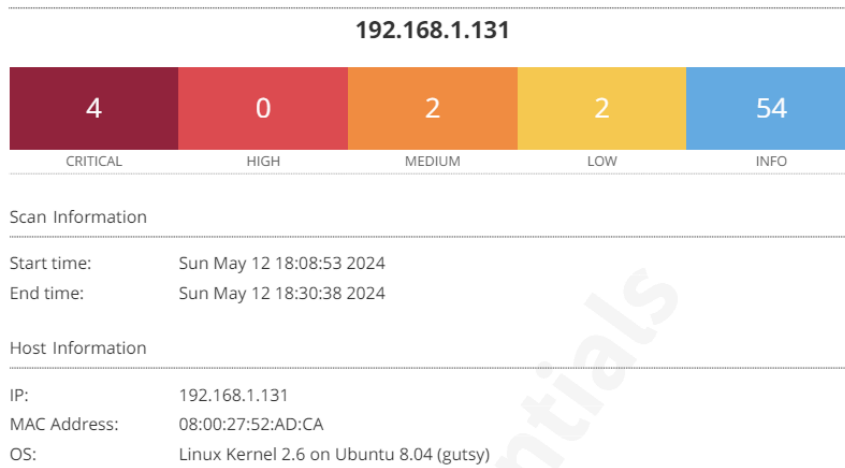 192.168.1.131
4 0 2 2 54
CRITICAL HIGH MEDIUM LOW INFO
Scan Information
Start time: Sun May 12 18:08:53 2024
End time: Sun May 12 18:30:38 2024
Host Information
IP: 192.168.1.131
MAC Address: 08:00:27:52:AD:CA
OS: Linux Kernel 2.6 on Ubuntu 8.04 (gutsy)